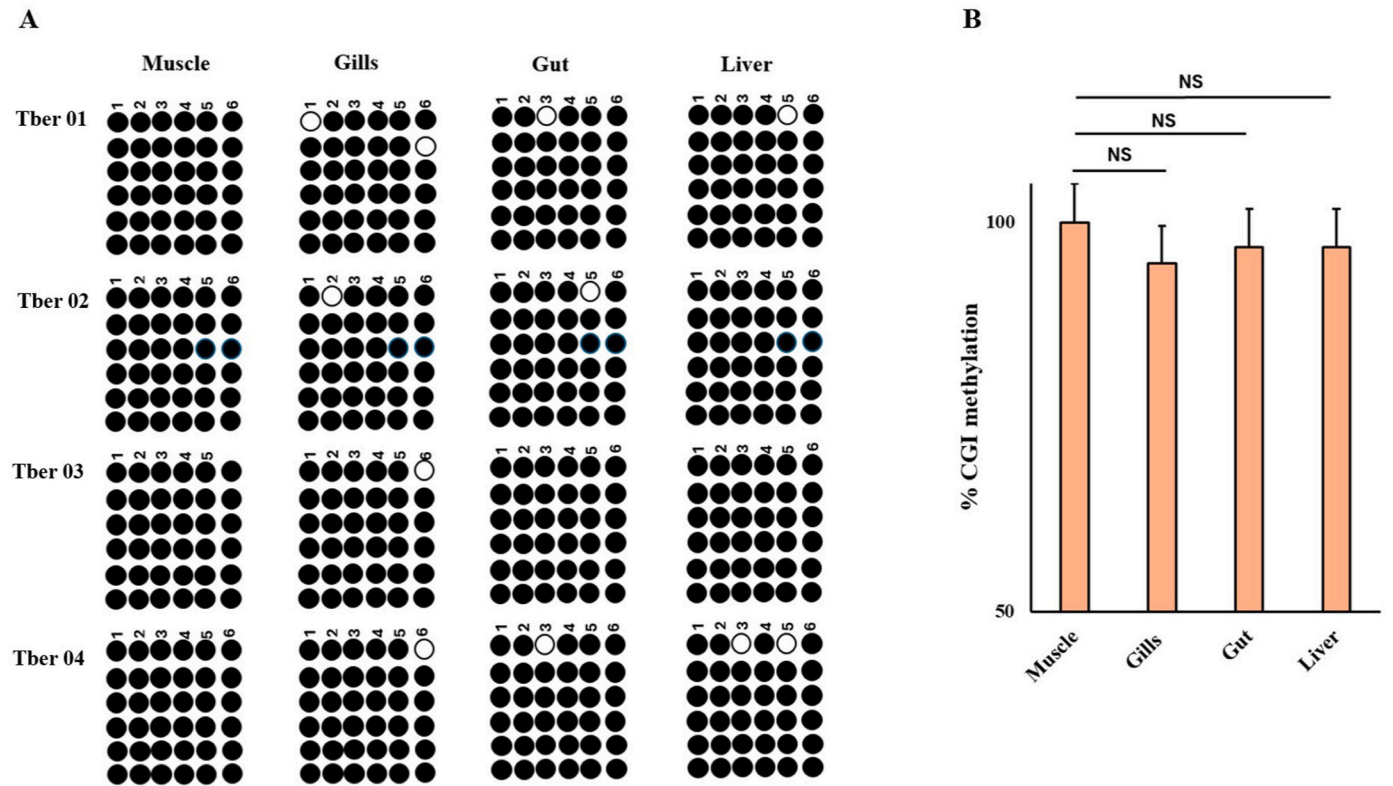 A
B
Muscle Gills Gut Liver
Tber 01
1 2 3 4 5 6 1 2 3 4 5 6 1 2 3 4 5 6 1 2 3 4 5 6
Tber 02
1 2 3 4 5 6 1 2 3 4 5 6 1 2 3 4 5 6 1 2 3 4 5 6
Tber 03
1 2 3 4 5 1 2 3 4 5 6 1 2 3 4 5 6 1 2 3 4 5 6
Tber 04
1 2 3 4 5 6 1 2 3 4 5 6 1 2 3 4 5 6 1 2 3 4 5 6
NS
NS
NS
100
50
% CGI methylation
Muscle Gills Gut Liver